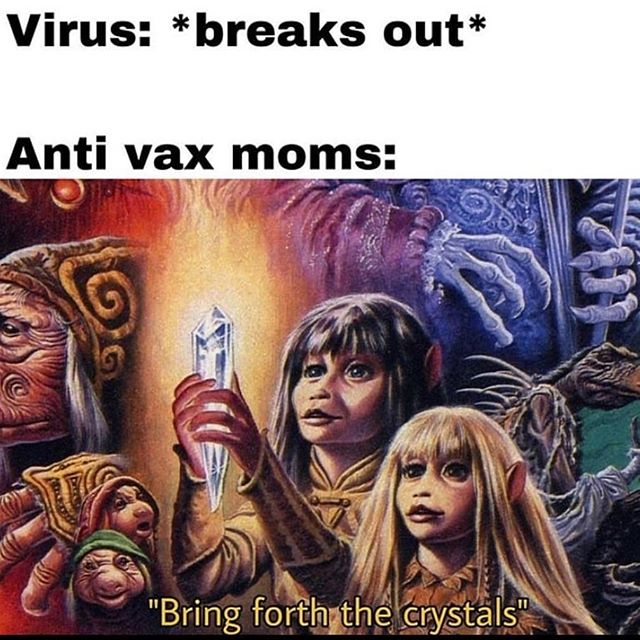 Virus: *breaks out*
Anti vax moms:
"Bring forth the crystals"